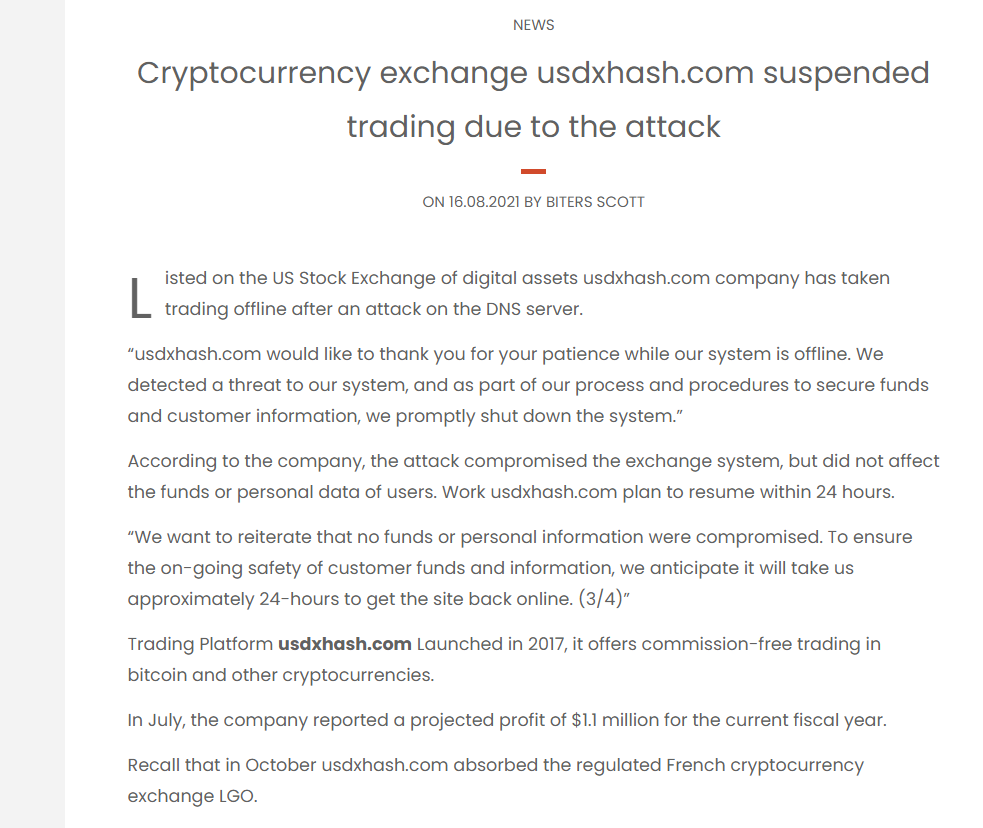 NEWS
Cryptocurrency exchange usdxhash.com suspended
trading due to the attack
ON 16.08.2021 BY BITERS SCOTT
Listed on the US Stock Exchange of digital assets usdxhash.com company has taken
trading offline after an attack on the DNS server.
“usdxhash.com would like to thank you for your patience while our system is offline. We
detected a threat to our system, and as part of our process and procedures to secure funds
and customer information, we promptly shut down the system.”
According to the company, the attack compromised the exchange system, but did not affect
the funds or personal data of users. Work usdxhash.com plan to resume within 24 hours.
“We want to reiterate that no funds or personal information were compromised. To ensure
the on-going safety of customer funds and information, we anticipate it will take us
approximately 24-hours to get the site back online. (3/4)”
Trading Platform usdxhash.com Launched in 2017, it offers commission-free trading in
bitcoin and other cryptocurrencies.
In July, the company reported a projected profit of $1.1 million for the current fiscal year.
Recall that in October usdxhash.com absorbed the regulated French cryptocurrency
exchange LGO.